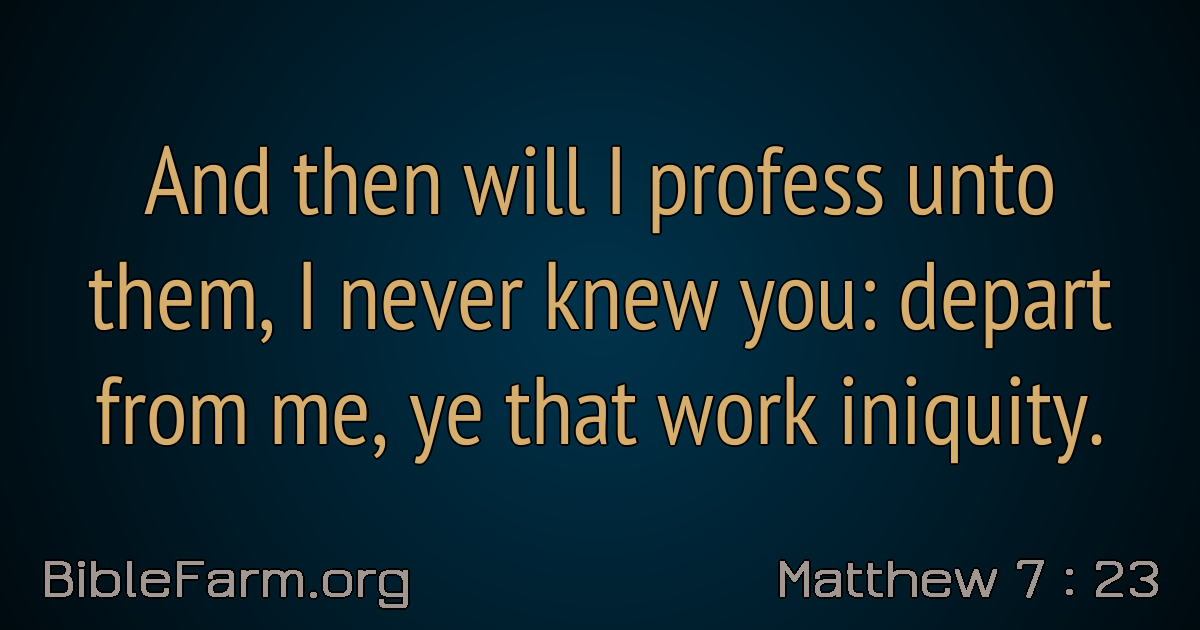 And then will I profess unto
them, I never knew you: depart
from me, ye that work iniquity.
BibleFarm.org
Matthew 7 : 23